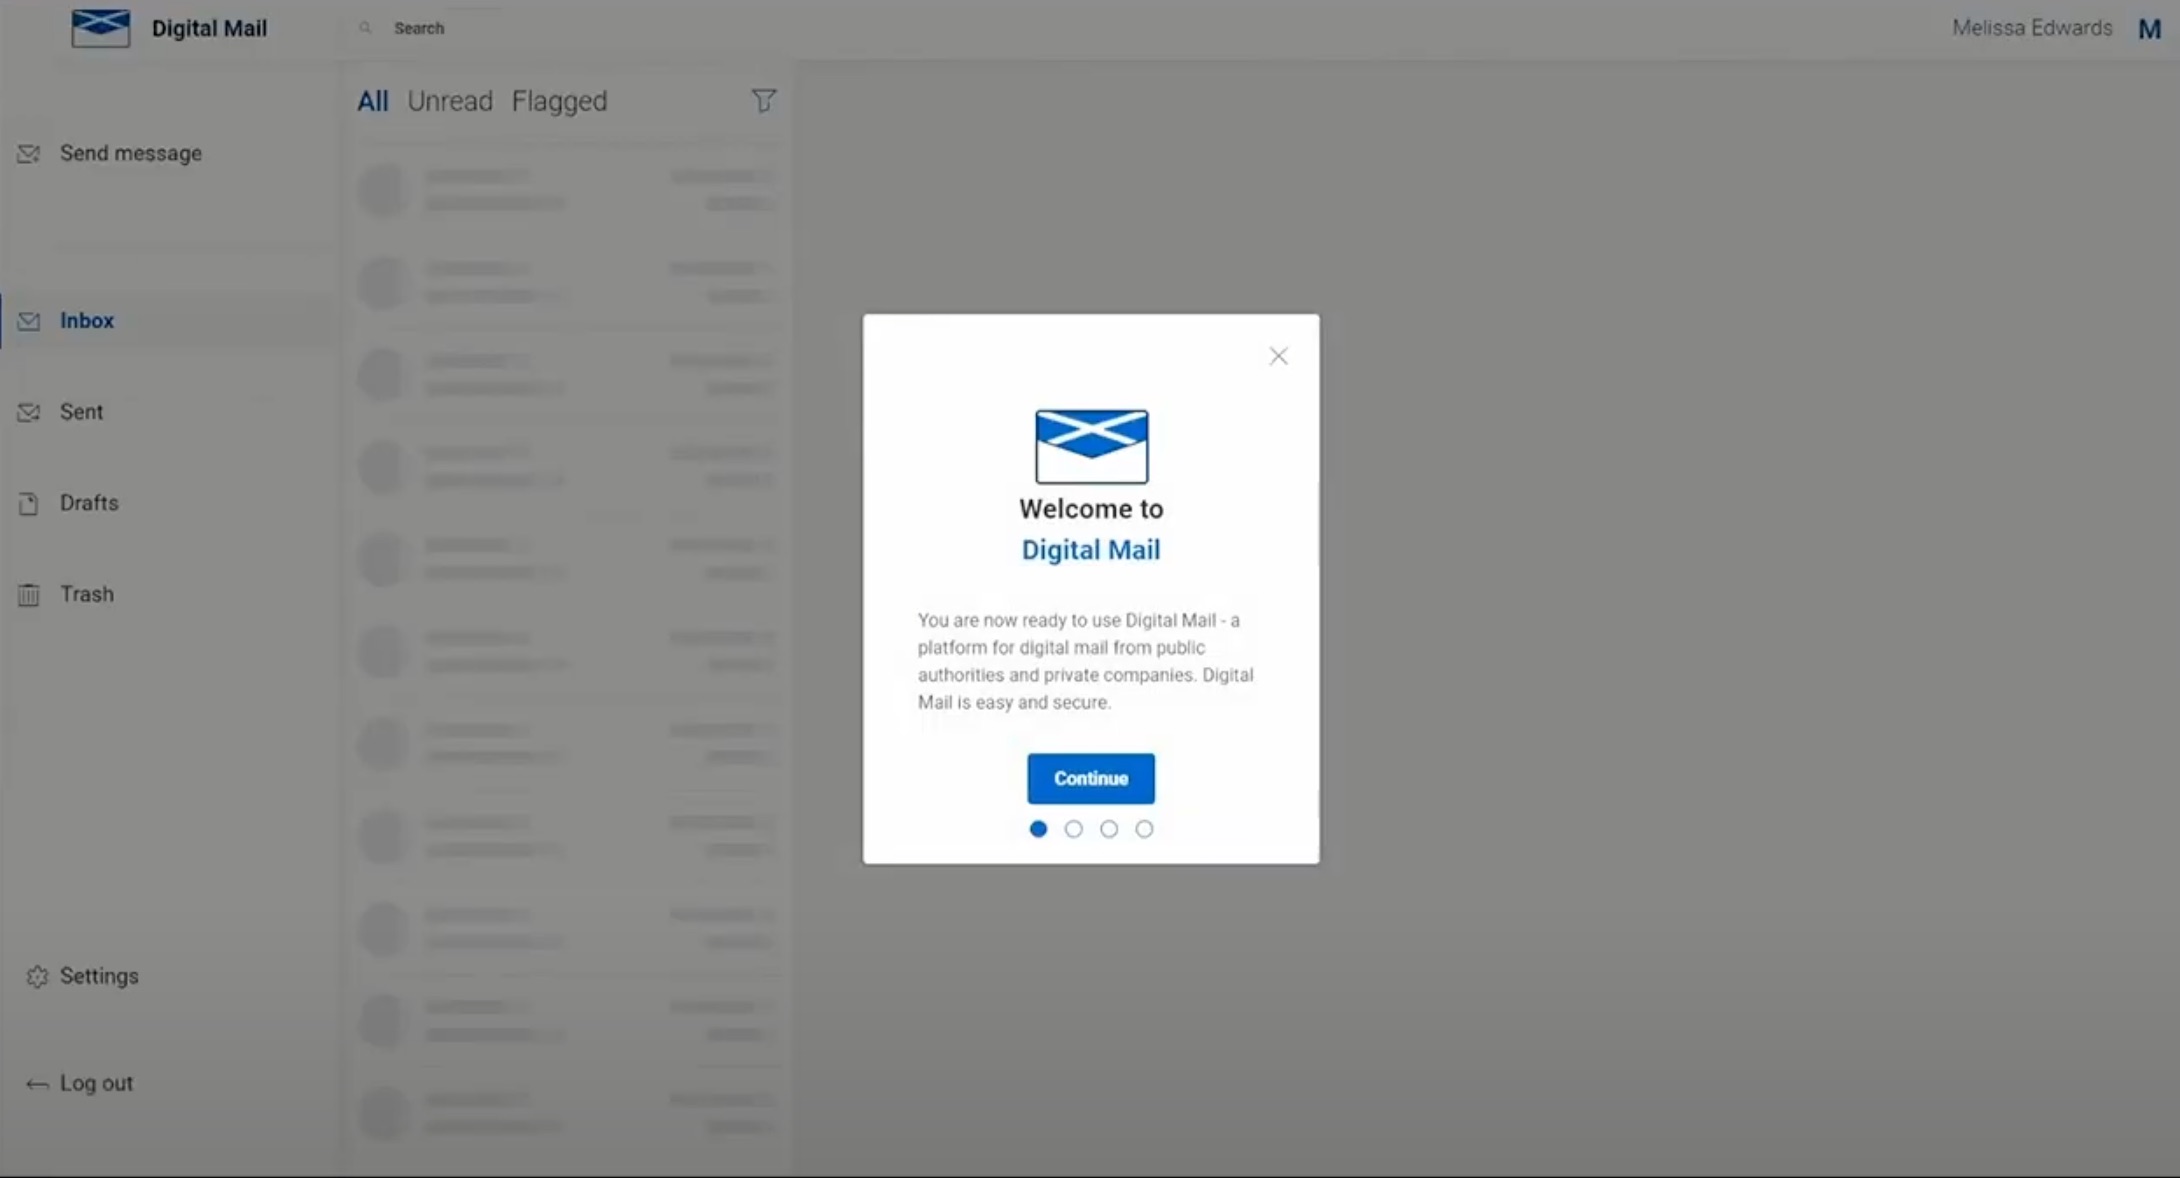 Digital Mail
Search
Melissa Edwards M
All Unread Flagged
Send message
Inbox
Sent
Drafts
Trash
Settings
Log out
Welcome to
Digital Mail
You are now ready to use Digital Mail - a
platform for digital mail from public
authorities and private companies. Digital
Mail is easy and secure.
Continue